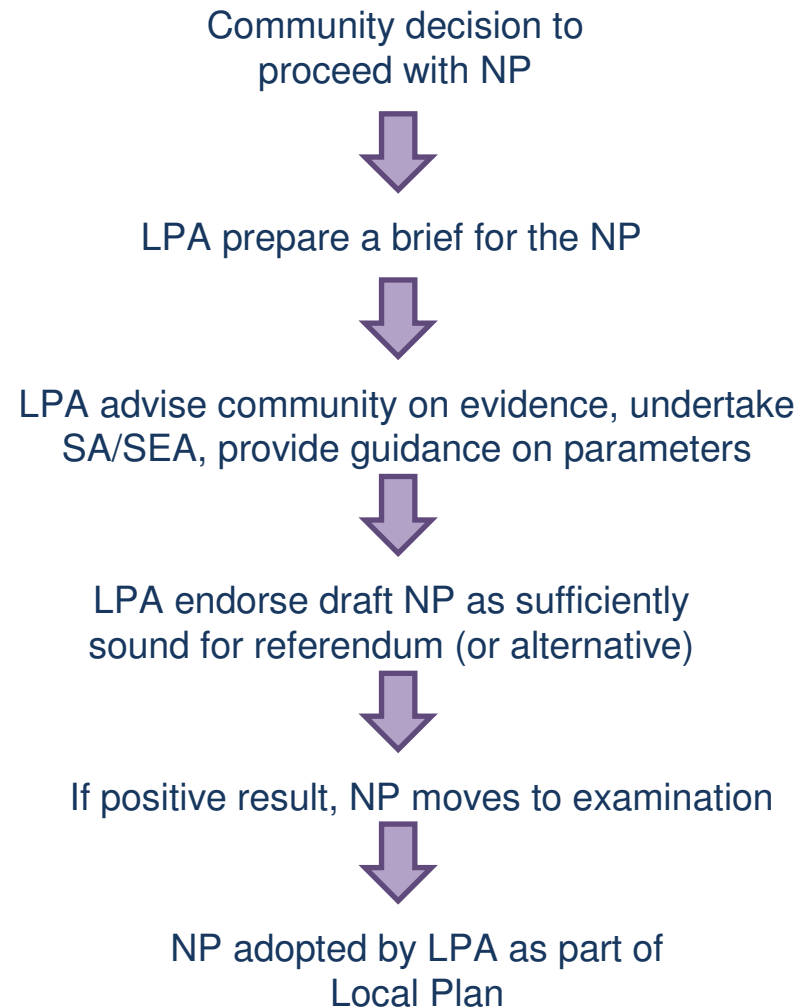 Community decision to
proceed with NP
LPA prepare a brief for the NP
LPA advise community on evidence, undertake
SA/SEA, provide guidance on parameters
LPA endorse draft NP as sufficiently
sound for referendum (or alternative)
If positive result, NP moves to examination
NP adopted by LPA as part of
Local Plan